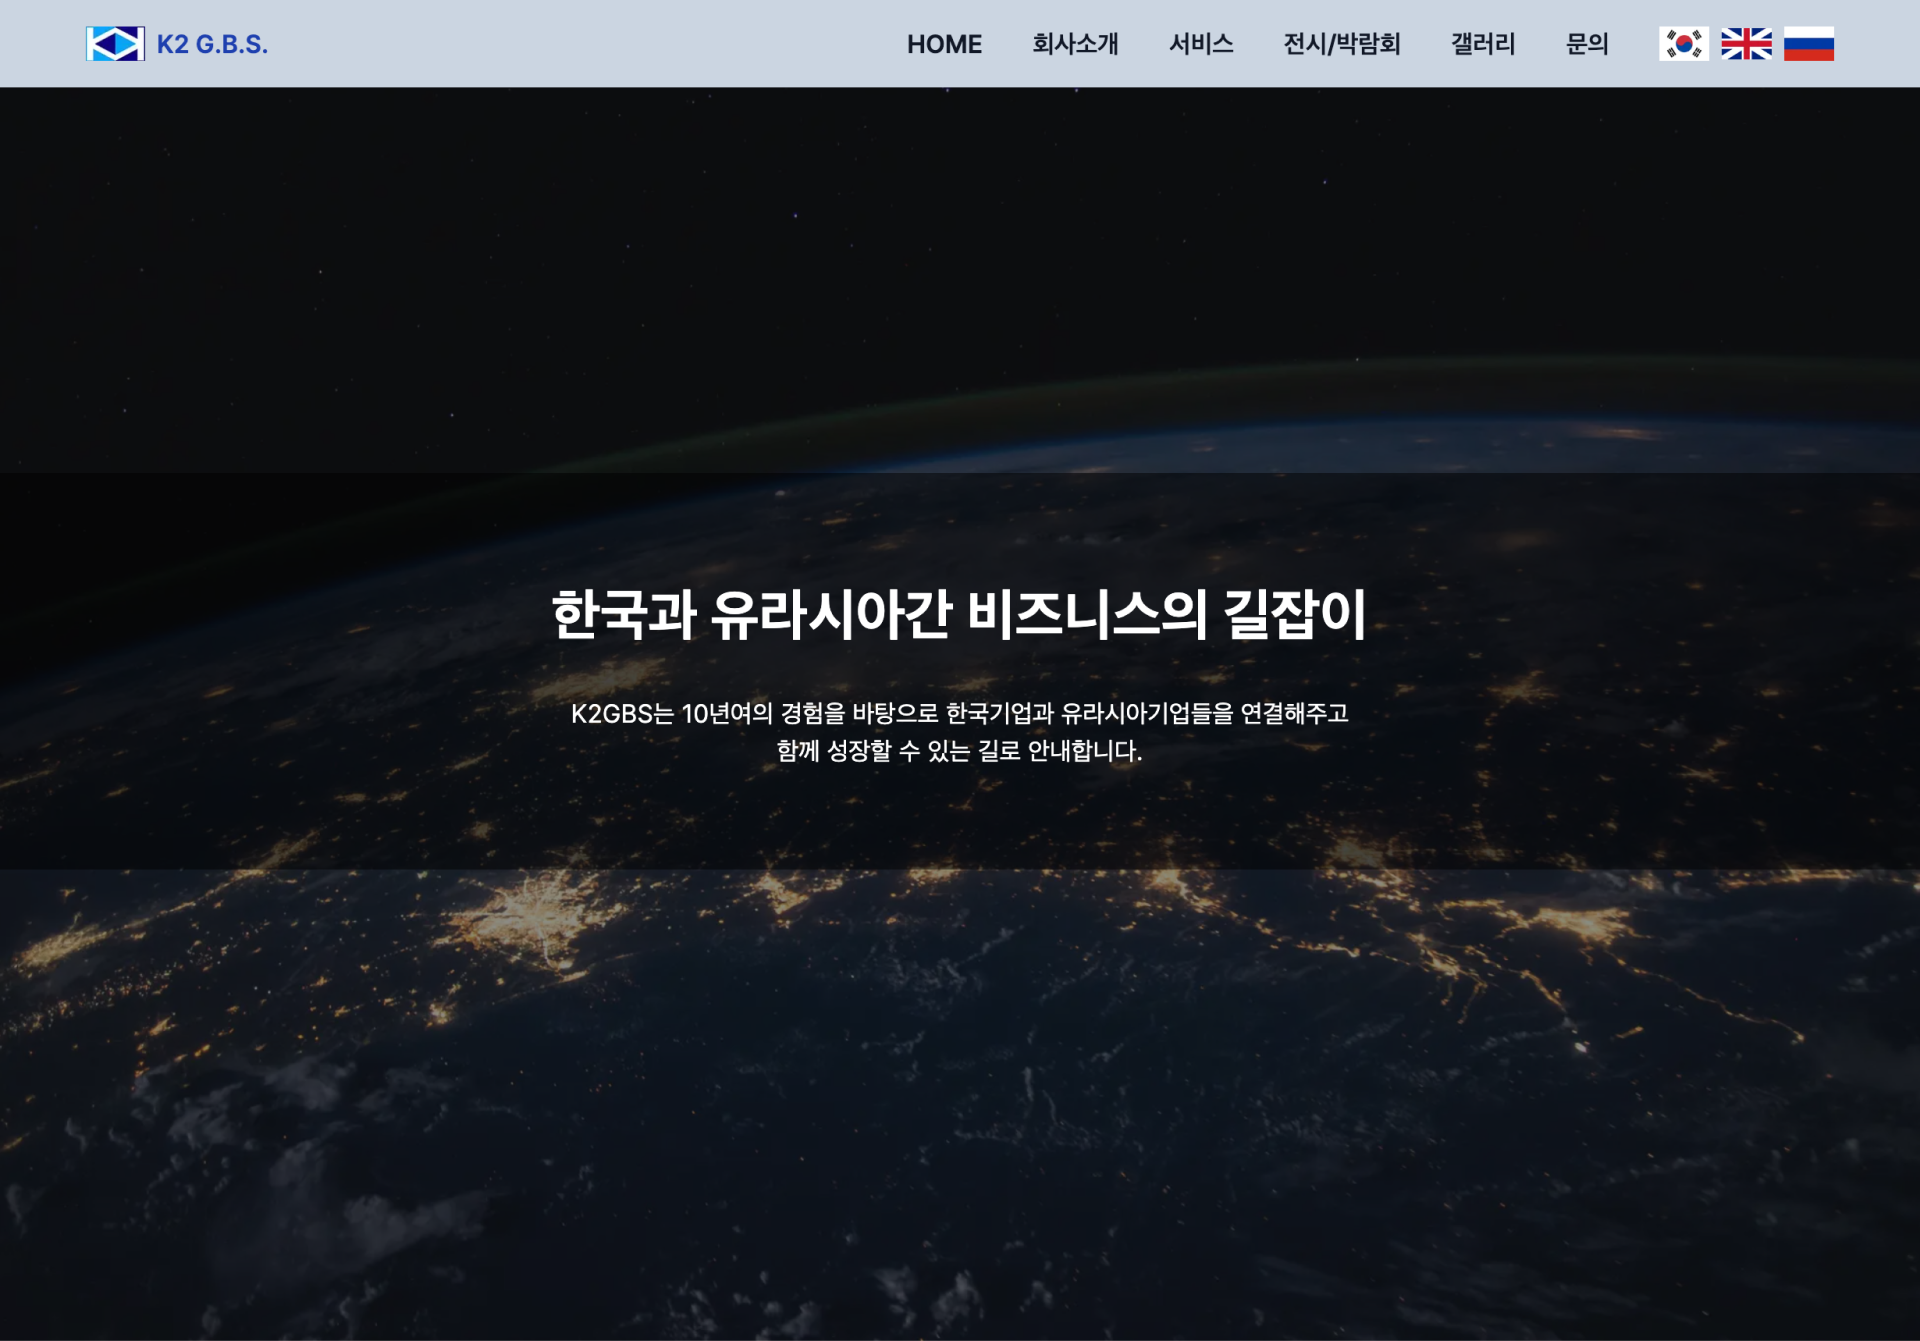 K2 G.B.S.
HOME 회사소개 서비스 전시/박람회 갤러리 문의
한국과 유라시아간 비즈니스의 길잡이
K2GBS는 10년여의 경험을 바탕으로 한국기업과 유라시아기업들을 연결해주고
함께 성장할 수 있는 길로 안내합니다.